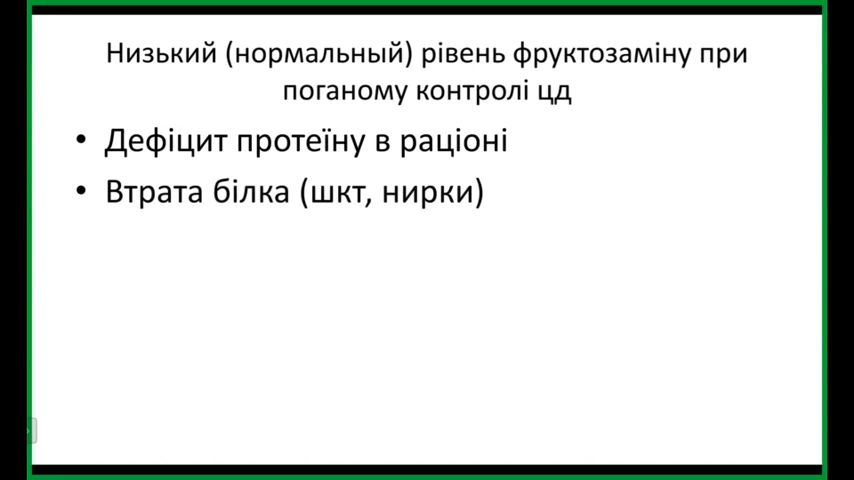 Низький (нормальный) рівень фруктозаміну при
поганому контролі цд
• Дефіцит протеїну в раціоні
• Втрата білка (шкт, нирки)